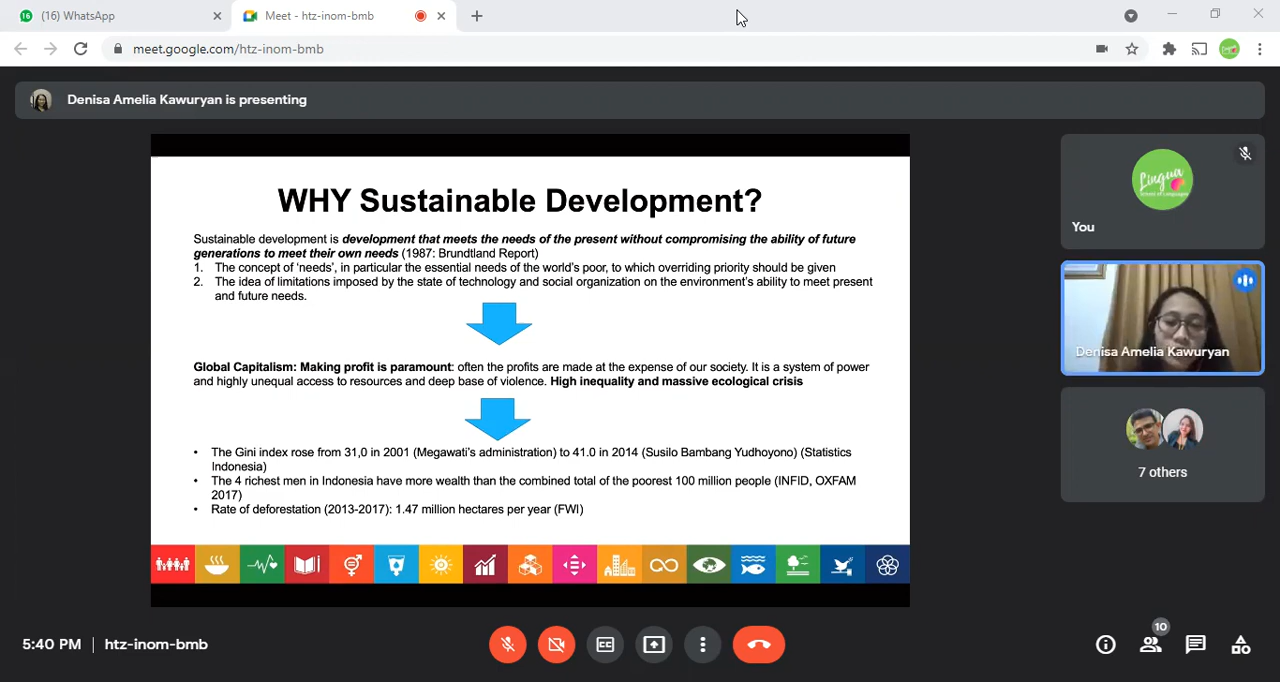 (16) WhatsApp
Meet - htz-inom-bmb
meet.google.com/htz-inom-bmb
Denisa Amelia Kawuryan is presenting
WHY Sustainable Development?
Sustainable development is development that meets the needs of the present without compromising the ability of future
generations to meet their own needs (1987: Brundtland Report)
1. The concept of 'needs', in particular the essential needs of the world's poor, to which overriding priority should be given
2. The idea of limitations imposed by the state of technology and social organization on the environment's ability to meet present
and future needs.
Global Capitalism: Making profit is paramount: often the profits are made at the expense of our society. It is a system of power
and highly unequal access to resources and deep base of violence. High inequality and massive ecological crisis
• The Gini index rose from 31,0 in 2001 (Megawati's administration) to 41.0 in 2014 (Susilo Bambang Yudhoyono) (Statistics
Indonesia)
• The 4 richest men in Indonesia have more wealth than the combined total of the poorest 100 million people (INFID, OXFAM
2017)
• Rate of deforestation (2013-2017): 1.47 million hectares per year (FWI)
Lingua
School of Languages
You
Denisa Amelia Kawuryan
7 others
5:40 PM | htz-inom-bmb
CC
10